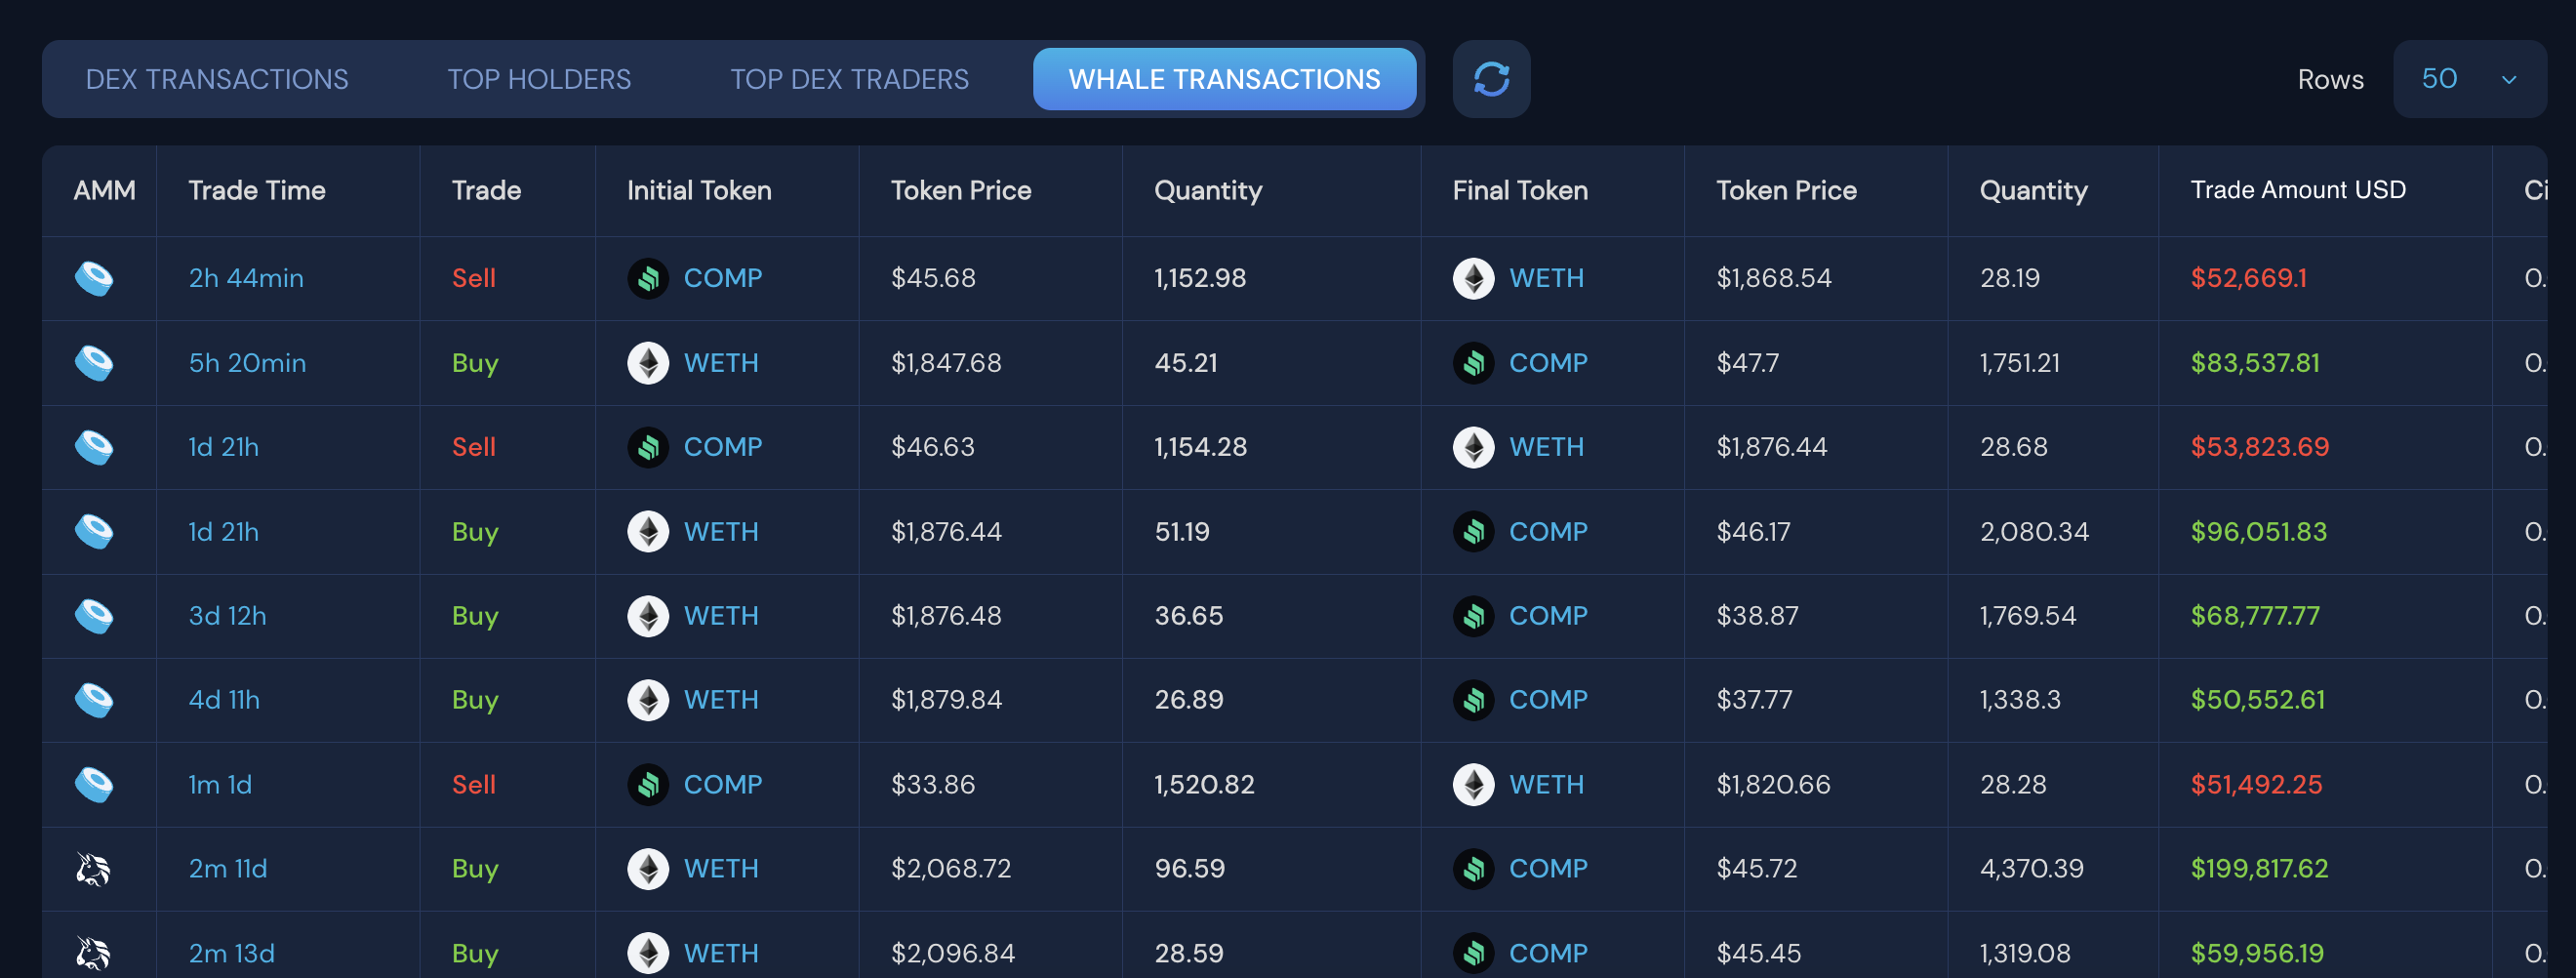 DEX TRANSACTIONS TOP HOLDERS TOP DEX TRADERS WHALE TRANSACTIONS Rows 50
AMM Trade Time Trade Initial Token Token Price Quantity Final Token Token Price Quantity Trade Amount USD Ci
2h 44min Sell COMP $45.68 1,152.98 WETH $1,868.54 28.19 $52,669.1 0.
5h 20min Buy WETH $1,847.68 45.21 COMP $47.7 1,751.21 $83,537.81 0.
1d 21h Sell COMP $46.63 1,154.28 WETH $1,876.44 28.68 $53,823.69 0.
1d 21h Buy WETH $1,876.44 51.19 COMP $46.17 2,080.34 $96,051.83 0.
3d 12h Buy WETH $1,876.48 36.65 COMP $38.87 1,769.54 $68,777.77 0.
4d 11h Buy WETH $1,879.84 26.89 COMP $37.77 1,338.3 $50,552.61 0.
1m 1d Sell COMP $33.86 1,520.82 WETH $1,820.66 28.28 $51,492.25 0.
2m 11d Buy WETH $2,068.72 96.59 COMP $45.72 4,370.39 $199,817.62 0.
2m 13d Buy WETH $2,096.84 28.59 COMP $45.45 1,319.08 $59,956.19 0.